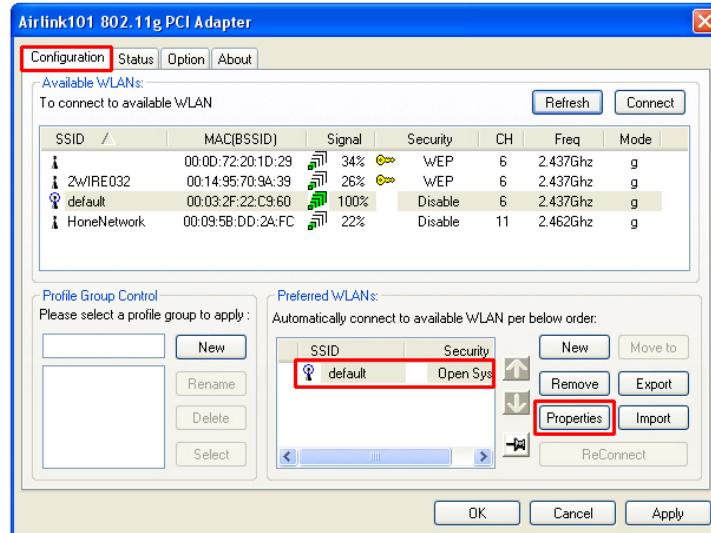 Airlink101 802.11g PCI Adapter
Configuration Status Option About
Available WLANs:
To connect to available WLAN
Refresh Connect
SSID MAC(BSSID) Signal Security CH Freq Mode
00:0D:72:20:1D:29 34% WEP 6 2.437Ghz g
2WIRE032 00:14:95:70:9A:39 26% WEP 6 2.437Ghz g
default 00:03:2F:22:C9:60 100% Disable 6 2.437Ghz g
HoneNetwork 00:09:5B:DD:2A:FC 22% Disable 11 2.462Ghz g
Profile Group Control
Please select a profile group to apply :
New
Rename
Delete
Select
Preferred WLANs:
Automatically connect to available WLAN per below order:
SSID Security
default Open Sys
New Move to
Remove Export
Properties Import
ReConnect
OK Cancel Apply